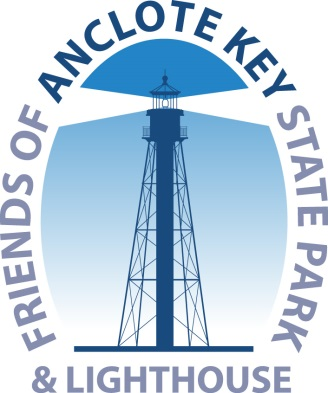 FRIENDS OF ANCLOTE KEY STATE PARK
& LIGHTHOUSE